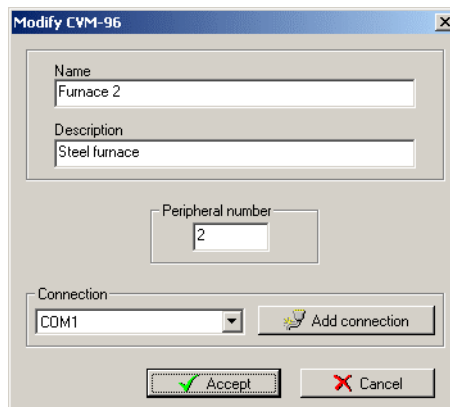 Modify CVM-96
Name
Furnace 2
Description
Steel furnace
Peripheral number
2
Connection
COM1
Add connection
Accept
Cancel